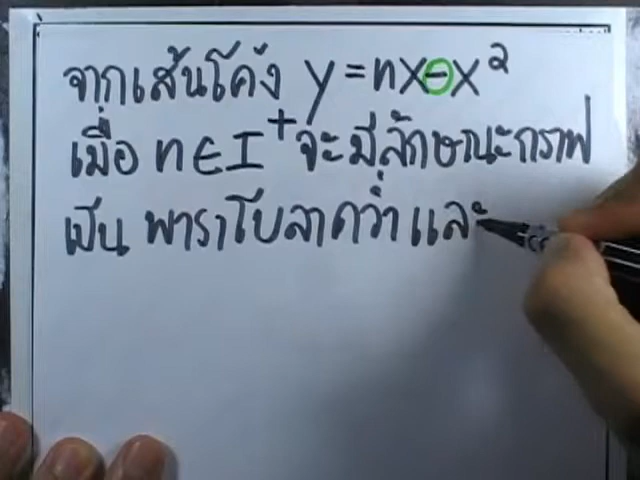 จากเส้นโค้ง y = nx - x²
เมื่อ n ∈ I⁺ จะมีลักษณะกราฟ
เป็น พาราโบลาคว่ำ และ